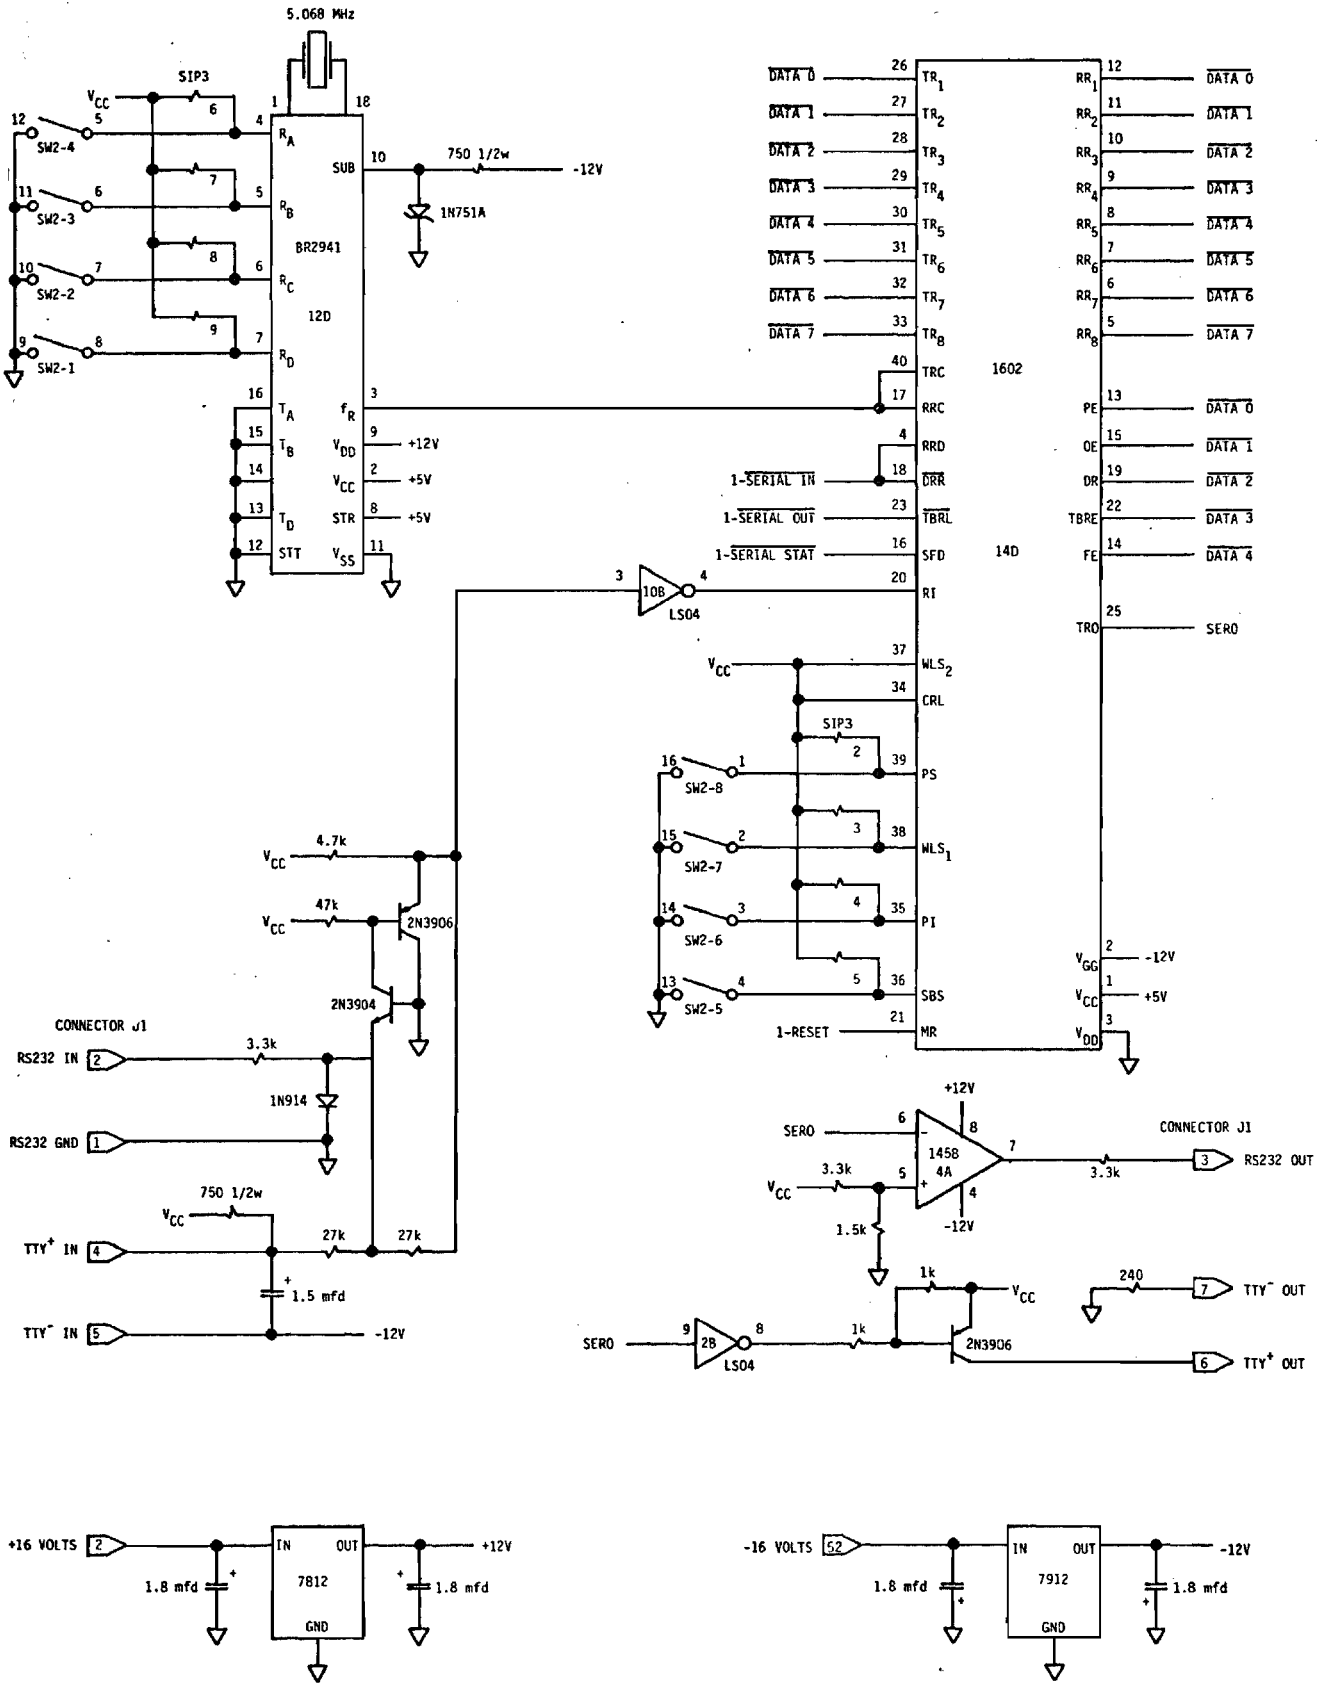 5.068 MHz
SIP3
VCC
6
1
18
12
5
4
RA
SW2-4
SUB
10
750 1/2w
-12V
7
11
6
5
RB
SW2-3
1N751A
BR2941
8
10
7
6
RC
SW2-2
12D
9
9
8
7
RD
SW2-1
16
TA
fR
3
15
TB
VDD
9
+12V
14
VCC
2
+5V
13
TD
STR
8
+5V
12
STT
VSS
11
DATA 0
26
TR1
RR1
12
DATA 0
DATA 1
27
TR2
RR2
11
DATA 1
DATA 2
28
TR3
RR3
10
DATA 2
DATA 3
29
TR4
RR4
9
DATA 3
DATA 4
30
TR5
RR5
8
DATA 4
DATA 5
31
TR6
RR6
7
DATA 5
DATA 6
32
TR7
RR7
6
DATA 6
DATA 7
33
TR8
RR8
5
DATA 7
40
TRC
1602
17
RRC
PE
13
DATA 0
4
RRD
OE
15
DATA 1
1-SERIAL IN
18
DRR
DR
19
DATA 2
1-SERIAL OUT
23
TBRL
TBRE
22
DATA 3
1-SERIAL STAT
16
SFD
14D
FE
14
DATA 4
3
10B
4
LS04
20
RI
TRO
25
SERO
VCC
37
WLS2
34
CRL
SIP3
2
16
1
39
PS
SW2-8
3
15
2
38
WLS1
SW2-7
4
14
3
35
PI
SW2-6
5
13
4
36
SBS
SW2-5
VGG
2
-12V
VCC
1
+5V
1-RESET
21
MR
VDD
3
4.7k
VCC
47k
VCC
2N3906
2N3904
CONNECTOR J1
RS232 IN
2
3.3k
1N914
RS232 GND
1
750 1/2w
VCC
TTY+ IN
4
27k
27k
+
1.5 mfd
TTY- IN
5
-12V
+12V
SERO
6
-
8
1458
4A
7
3.3k
VCC
5
+
4
-12V
1.5k
3.3k
CONNECTOR J1
3
RS232 OUT
1k
VCC
240
7
TTY- OUT
SERO
9
2B
8
LS04
1k
2N3906
6
TTY+ OUT
+16 VOLTS
2
IN
OUT
+12V
7812
1.8 mfd
+
+
1.8 mfd
GND
-16 VOLTS
52
IN
OUT
-12V
7912
1.8 mfd
+
+
1.8 mfd
GND